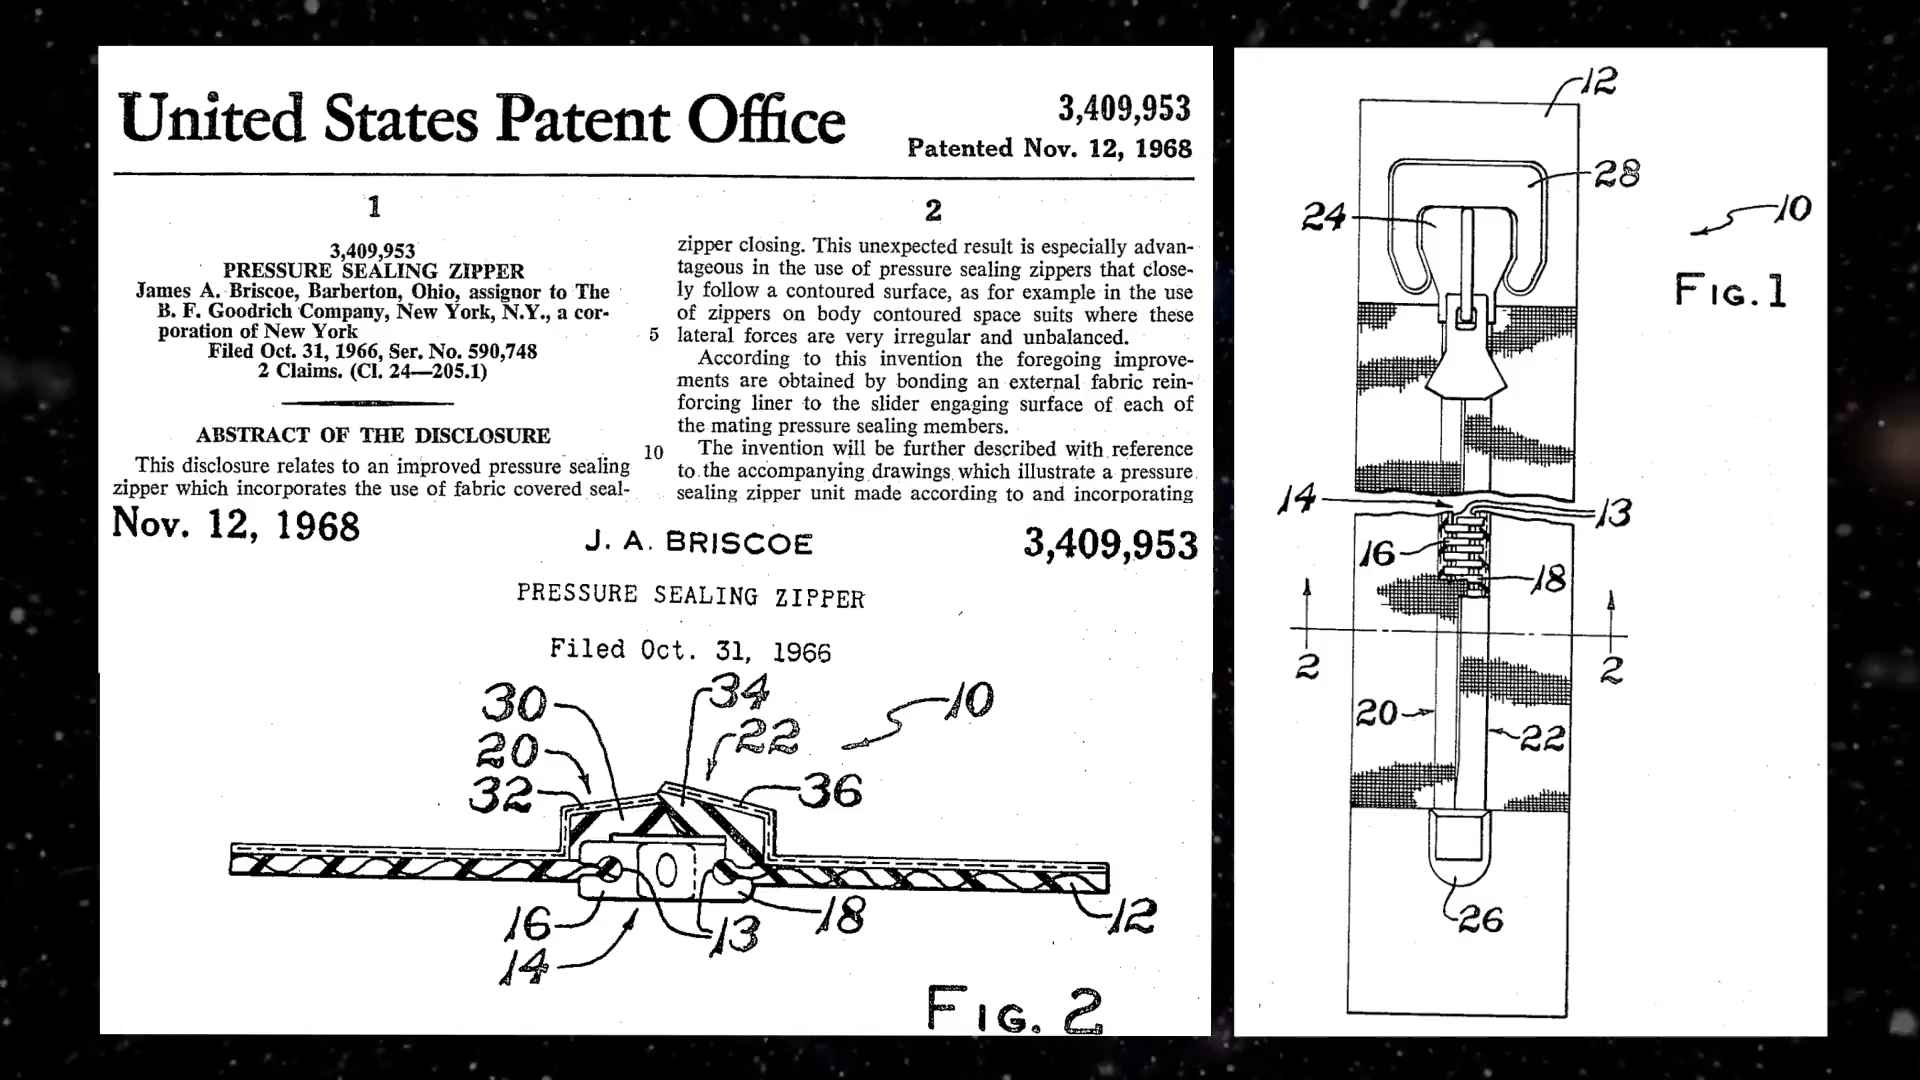 United States Patent Office
3,409,953
Patented Nov. 12, 1968
1
3,409,953
PRESSURE SEALING ZIPPER
James A. Briscoe, Barberton, Ohio, assignor to The
B. F. Goodrich Company, New York, N.Y., a cor-
poration of New York
Filed Oct. 31, 1966, Ser. No. 590,748
2 Claims. (Cl. 24—205.1)
ABSTRACT OF THE DISCLOSURE
This disclosure relates to an improved pressure sealing
zipper which incorporates the use of fabric covered seal-
2
zipper closing. This unexpected result is especially advan-
tageous in the use of pressure sealing zippers that close-
ly follow a contoured surface, as for example in the use
of zippers on body contoured space suits where these
5 lateral forces are very irregular and unbalanced.
According to this invention the foregoing improve-
ments are obtained by bonding an external fabric rein-
forcing liner to the slider engaging surface of each of
the mating pressure sealing members.
10 The invention will be further described with reference
to the accompanying drawings which illustrate a pressure
sealing zipper unit made according to and incorporating
Nov. 12, 1968
J. A. BRISCOE
3,409,953
PRESSURE SEALING ZIPPER
Filed Oct. 31, 1966
30
34
10
20
22
32
36
16
13
18
12
14
FIG. 2
12
28
24
10
FIG. 1
14
13
16
18
2
2
20
22
26